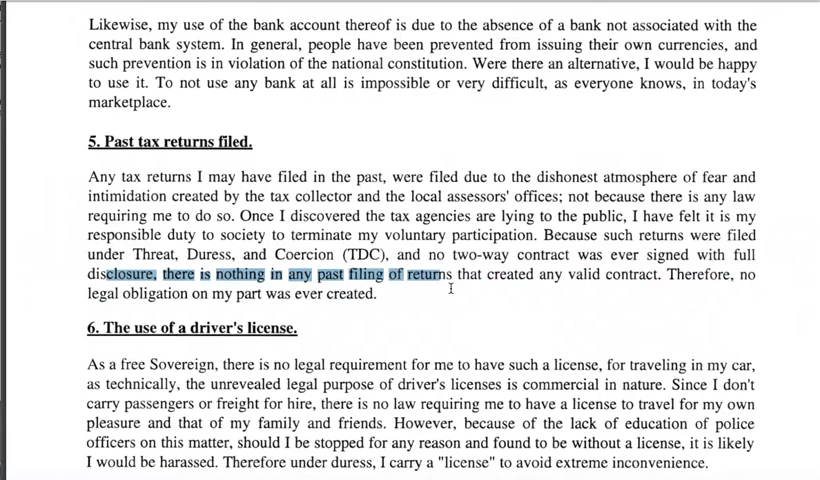 Likewise, my use of the bank account thereof is due to the absence of a bank not associated with the
central bank system. In general, people have been prevented from issuing their own currencies, and
such prevention is in violation of the national constitution. Were there an alternative, I would be happy
to use it. To not use any bank at all is impossible or very difficult, as everyone knows, in today's
marketplace.
5. Past tax returns filed.
Any tax returns I may have filed in the past, were filed due to the dishonest atmosphere of fear and
intimidation created by the tax collector and the local assessors' offices; not because there is any law
requiring me to do so. Once I discovered the tax agencies are lying to the public, I have felt it is my
responsible duty to society to terminate my voluntary participation. Because such returns were filed
under Threat, Duress, and Coercion (TDC), and no two-way contract was ever signed with full
disclosure, there is nothing in any past filing of returns that created any valid contract. Therefore, no
legal obligation on my part was ever created.
6. The use of a driver's license.
As a free Sovereign, there is no legal requirement for me to have such a license, for traveling in my car,
as technically, the unrevealed legal purpose of driver's licenses is commercial in nature. Since I don't
carry passengers or freight for hire, there is no law requiring me to have a license to travel for my own
pleasure and that of my family and friends. However, because of the lack of education of police
officers on this matter, should I be stopped for any reason and found to be without a license, it is likely
I would be harassed. Therefore under duress, I carry a "license" to avoid extreme inconvenience.